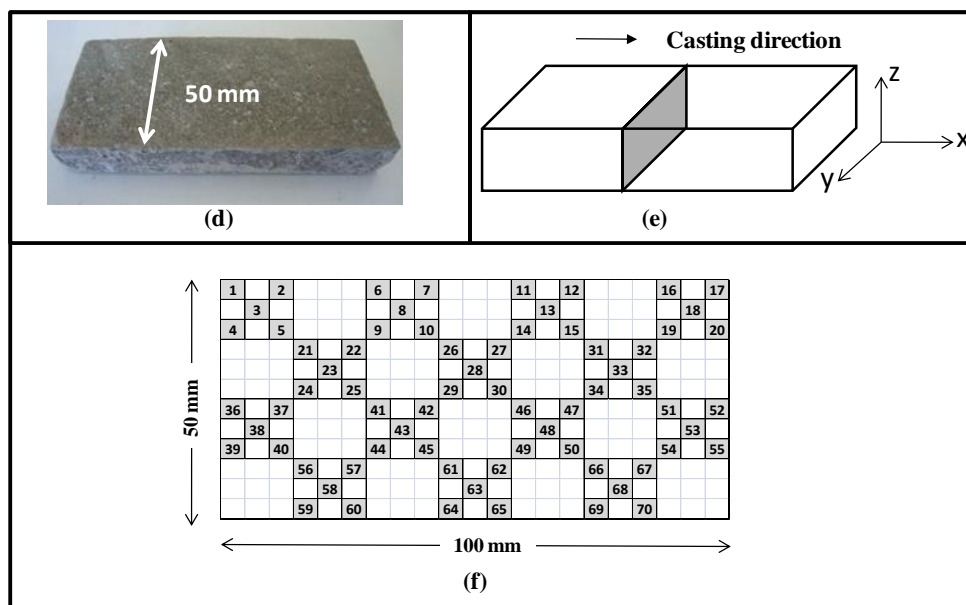 50 mm
(d)
Casting direction
z
x
y
(e)
1 2 6 7 11 12 16 17
3 8 13 18
4 5 9 10 14 15 19 20
21 22 26 27 31 32
23 28 33
24 25 29 30 34 35
36 37 41 42 46 47 51 52
38 43 48 53
39 40 44 45 49 50 54 55
56 57 61 62 66 67
58 63 68
59 60 64 65 69 70
50 mm
100 mm
(f)